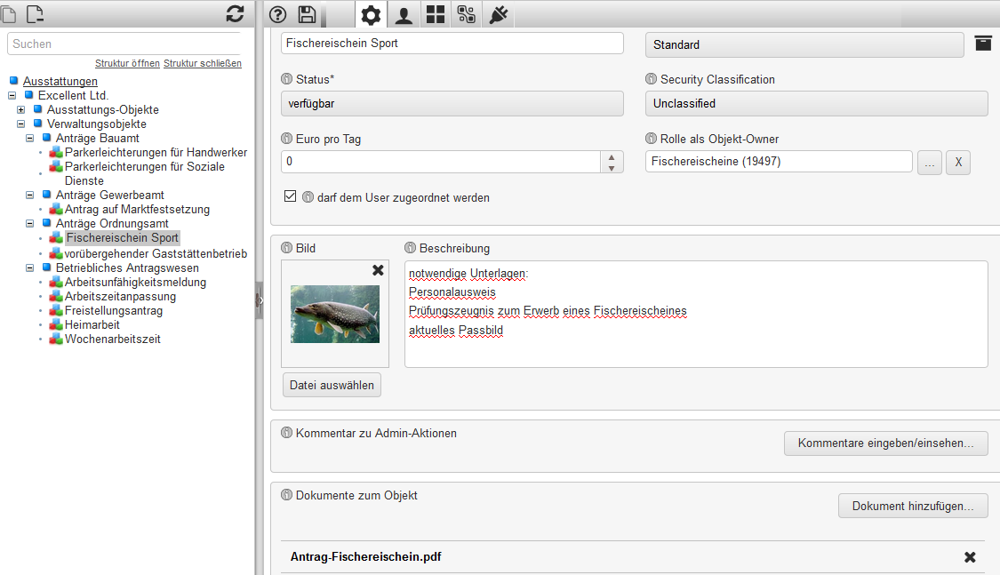 Suchen
Struktur öffnen Struktur schließen
Ausstattungen
Excellent Ltd.
Ausstattungs-Objekte
Verwaltungsobjekte
Anträge Bauamt
Parkerleichterungen für Handwerker
Parkerleichterungen für Soziale
Dienste
Anträge Gewerbeamt
Antrag auf Marktfestsetzung
Anträge Ordnungsamt
Fischereischein Sport
vorübergehender Gaststättenbetrieb
Betriebliches Antragswesen
Arbeitsunfähigkeitsmeldung
Arbeitszeitanpassung
Freistellungsantrag
Heimarbeit
Wochenarbeitszeit
Fischereischein Sport
Standard
Status*
Security Classification
verfügbar
Unclassified
Euro pro Tag
Rolle als Objekt-Owner
0
Fischereischeine (19497)
...
X
darf dem User zugeordnet werden
Bild
Beschreibung
notwendige Unterlagen:
Personalausweis
Prüfungszeugnis zum Erwerb eines Fischereischeines
aktuelles Passbild
Datei auswählen
Kommentar zu Admin-Aktionen
Kommentare eingeben/einsehen...
Dokumente zum Objekt
Dokument hinzufügen...
Antrag-Fischereischein.pdf